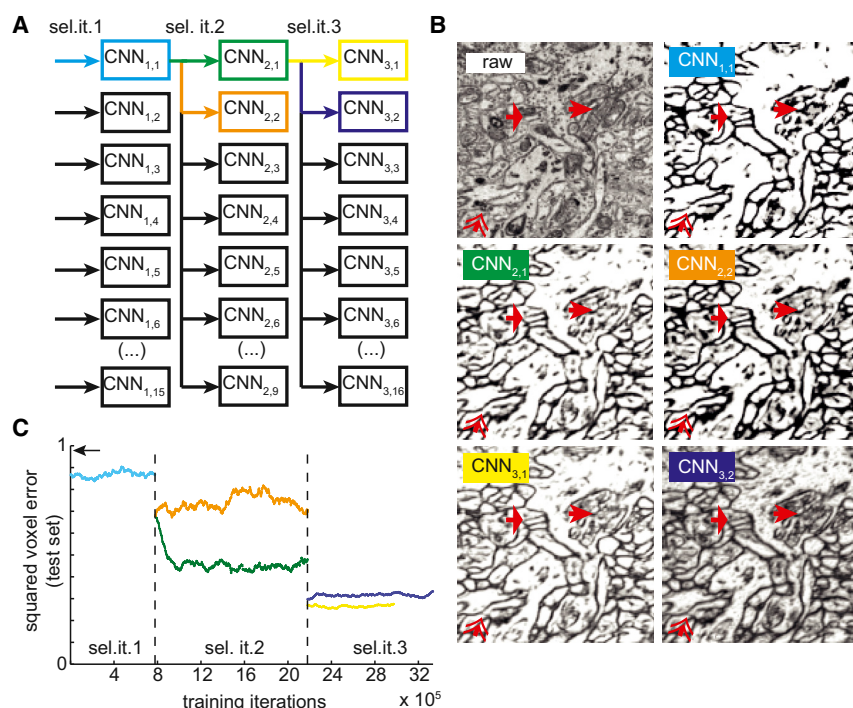 A
sel.it.1 sel. it.2 sel.it.3
CNN1,1 CNN2,1 CNN3,1
CNN1,2 CNN2,2 CNN3,2
CNN1,3 CNN2,3 CNN3,3
CNN1,4 CNN2,4 CNN3,4
CNN1,5 CNN2,5 CNN3,5
CNN1,6 CNN2,6 CNN3,6
(...) (...) (...)
CNN1,15 CNN2,9 CNN3,16
B
raw CNN1,1
CNN2,1 CNN2,2
CNN3,1 CNN3,2
C
squared voxel error
(test set)
1
0
sel.it.1 sel. it.2 sel.it.3
4 8 12 16 20 24 28 32
training iterations x 10^5